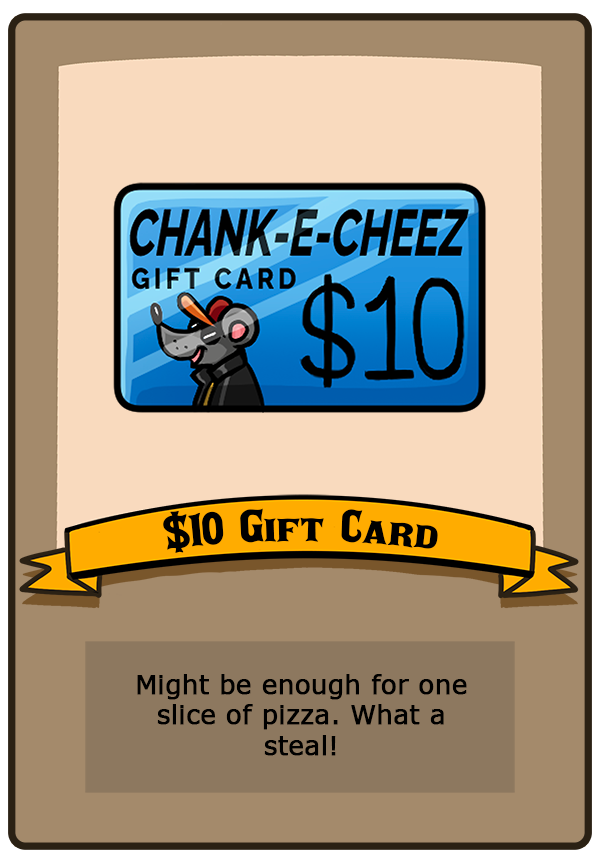 CHANK-E-CHEEZ
GIFT CARD
$10
$10 Gift Card
Might be enough for one
slice of pizza. What a
steal!